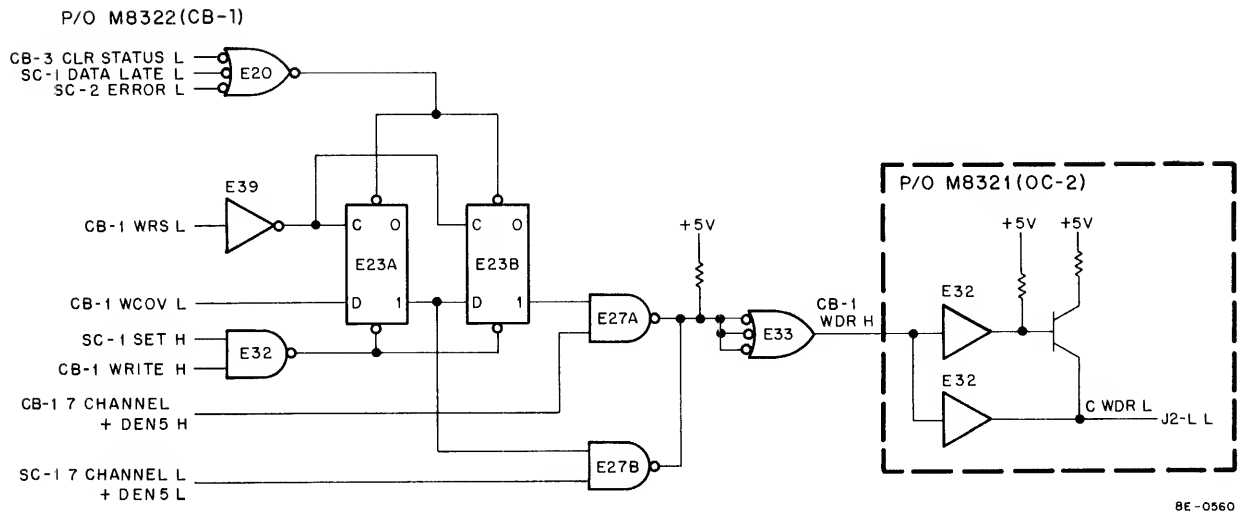 P/O M8322(CB-1)
CB-3 CLR STATUS L
SC-1 DATA LATE L
SC-2 ERROR L
E20
E39
CB-1 WRS L
C O
E23A
D 1
C O
E23B
D 1
CB-1 WCOV L
SC-1 SET H
CB-1 WRITE H
E32
CB-1 7 CHANNEL
+ DEN5 H
SC-1 7 CHANNEL L
+ DEN5 L
E27A
E27B
+5V
E33
CB-1
WDR H
P/O M8321(OC-2)
+5V
+5V
E32
E32
C WDR L
J2-L L
8E-0560